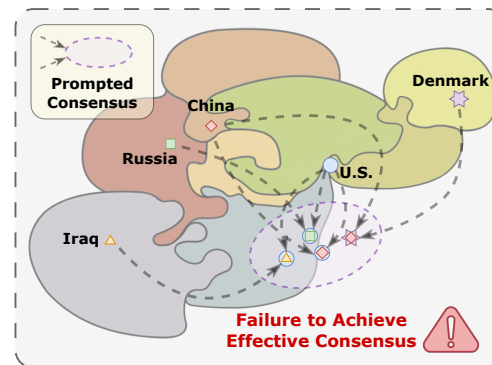 Prompted
Consensus
China
Denmark
Russia
U.S.
Iraq
Failure to Achieve
Effective Consensus